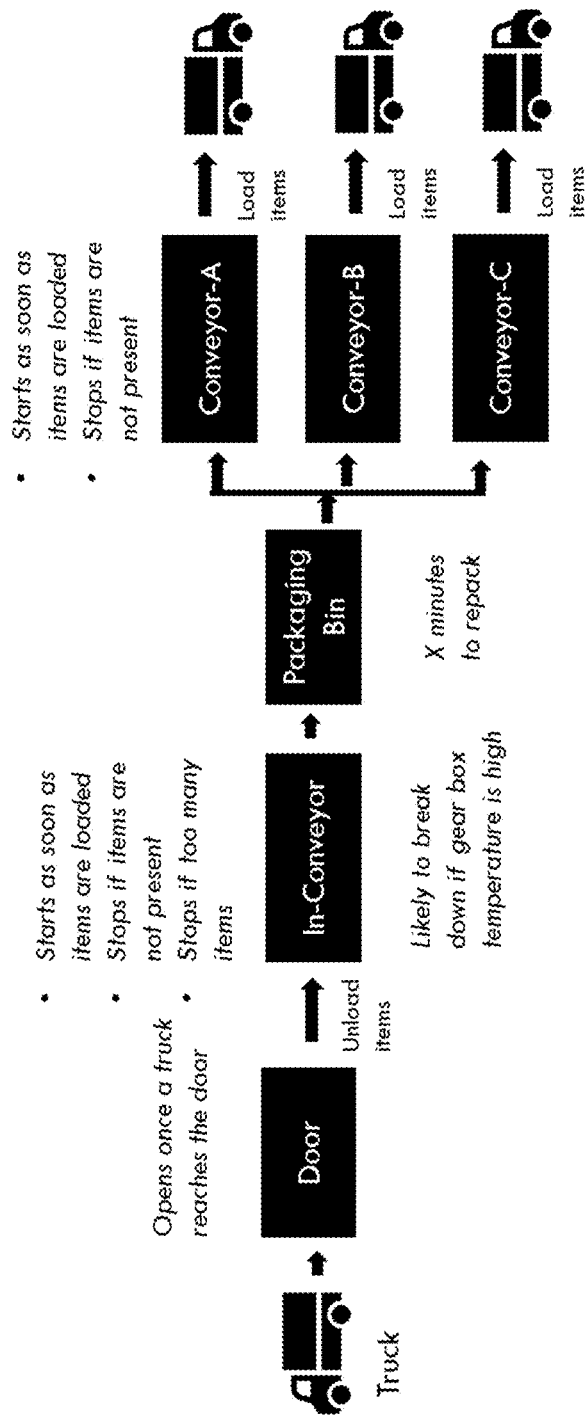 Truck
Opens once a truck
reaches the door
Door
Unload
items
• Starts as soon as
items are loaded
• Stops if items are
not present
• Stops if too many
items
In-Conveyor
Likely to break
down if gear box
temperature is high
Packaging
Bin
X minutes
to repack
• Starts as soon as
items are loaded
• Stops if items are
not present
Conveyor-A
Load
items
Conveyor-B
Load
items
Conveyor-C
Load
items